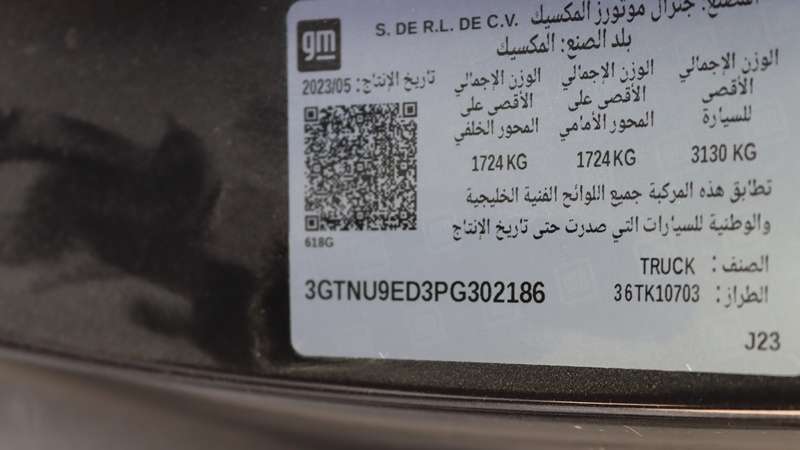 المصنع: جنرال موتورز المكسيك S. DE R.L. DE C.V.
gm
بلد الصنع: المكسيك
تاريخ الإنتاج: 2023/05
الوزن الإجمالي الأقصى للسيارة
3130 KG
الوزن الإجمالي الأقصى على المحور الأمامي
1724 KG
الوزن الإجمالي الأقصى على المحور الخلفي
1724 KG
618G
تطابق هذه المركبة جميع اللوائح الفنية الخليجية
والوطنية للسيارات التي صدرت حتى تاريخ الإنتاج
الصنف: TRUCK
3GTNU9ED3PG302186
الطراز: 36TK10703
J23